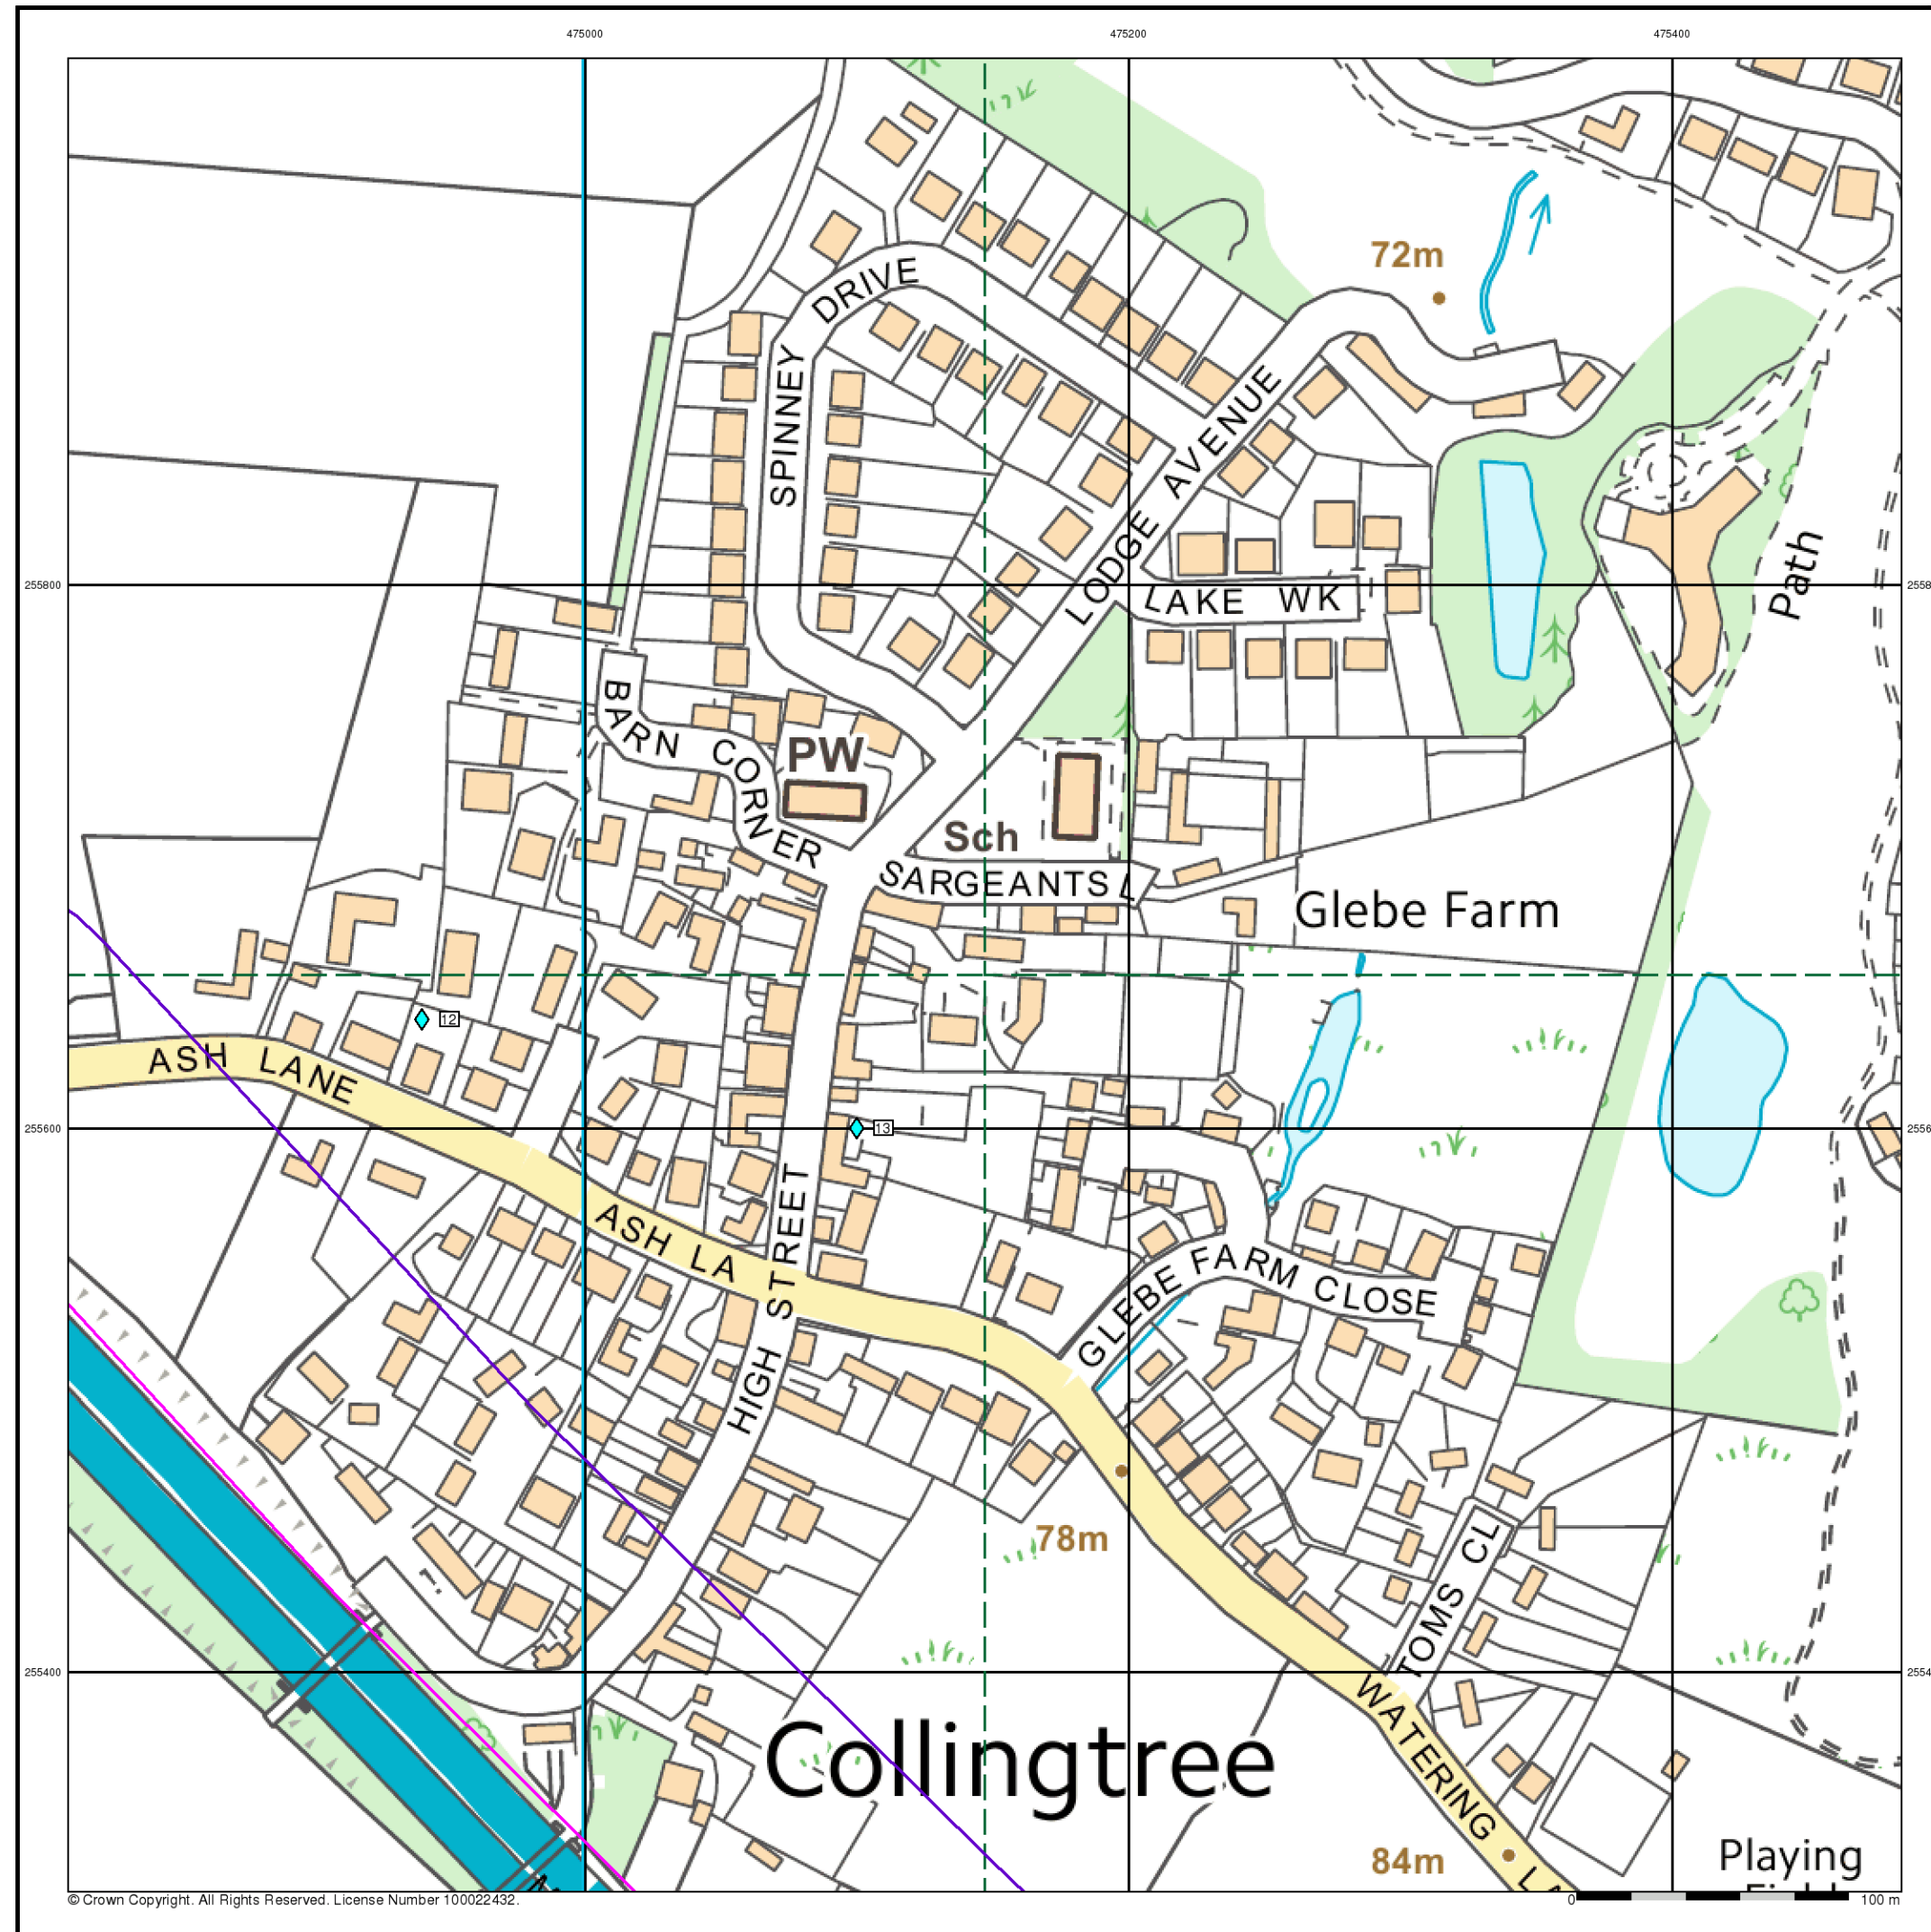 475000
475200
475400
72m
DRIVE
SPINNEY
LODGE AVENUE
Path
255800
LAKE WK
BARN CORNER
PW
Sch
SARGEANTS L
Glebe Farm
12
ASH LANE
255600
13
ASH LA
HIGH STREET
GLEBE FARM CLOSE
78m
TOMS CL
255400
WATERING LA
Collingtree
84m
Playing
© Crown Copyright. All Rights Reserved. License Number 100022432.
0
100 m